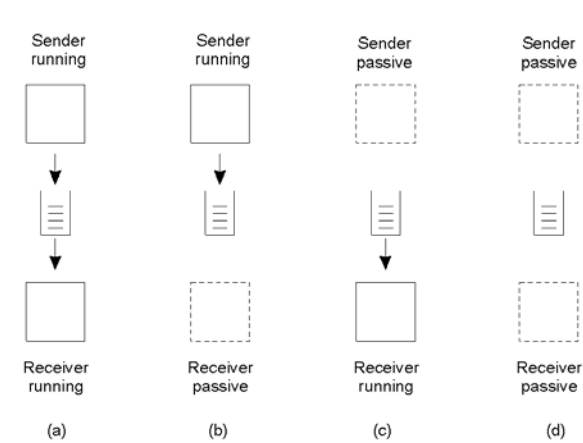 Sender
running
Sender
running
Sender
passive
Sender
passive
Receiver
running
Receiver
passive
Receiver
running
Receiver
passive
(a)
(b)
(c)
(d)